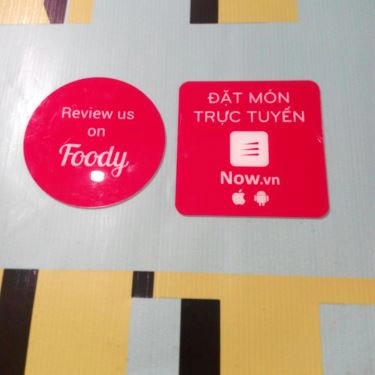 Review us
on
Foody
ĐẶT MÓN
TRỰC TUYẾN
Now.vn